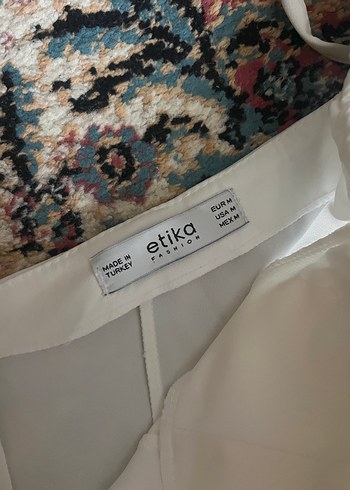 MADE IN
TURKEY
etika
FASHION
EUR M
USA M
MEX M